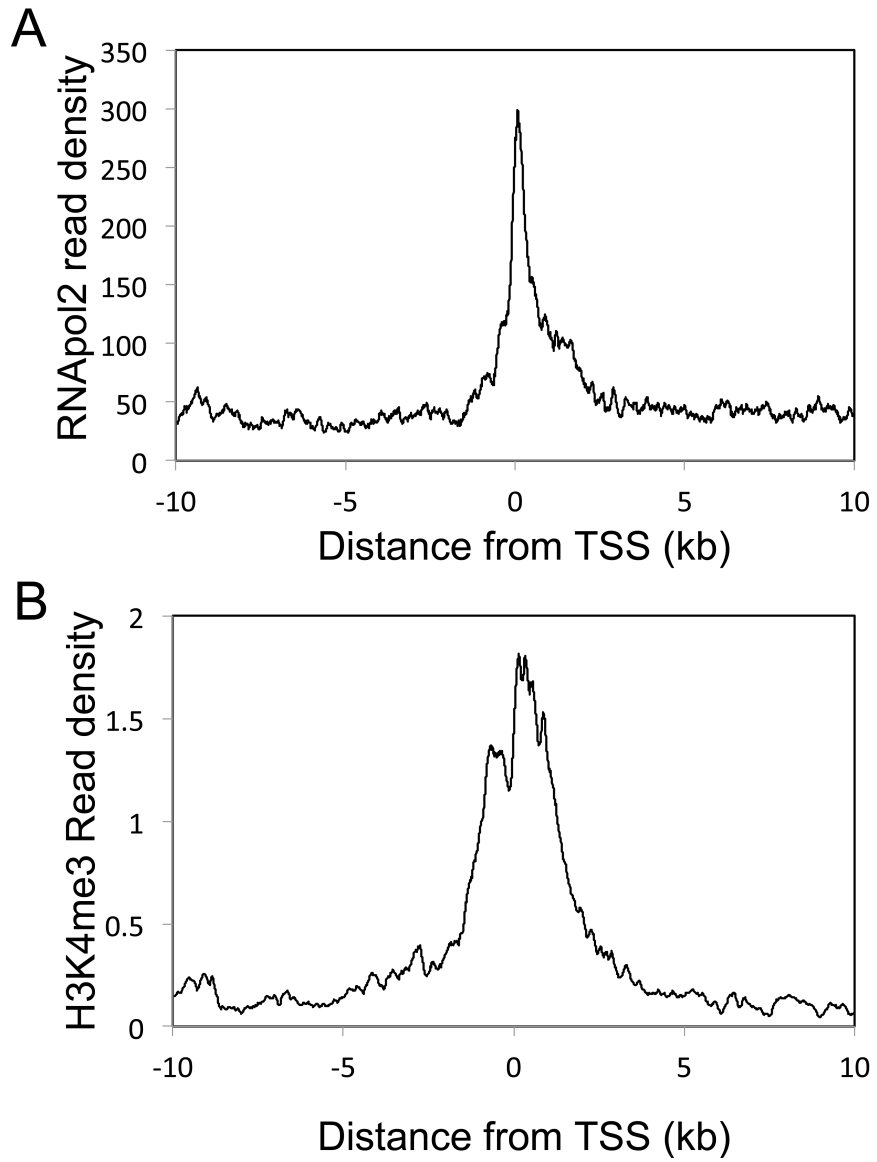 A
RNApol2 read density
350
300
250
200
150
100
50
0
-10 -5 0 5 10
Distance from TSS (kb)
B
H3K4me3 Read density
2
1.5
1
0.5
0
-10 -5 0 5 10
Distance from TSS (kb)